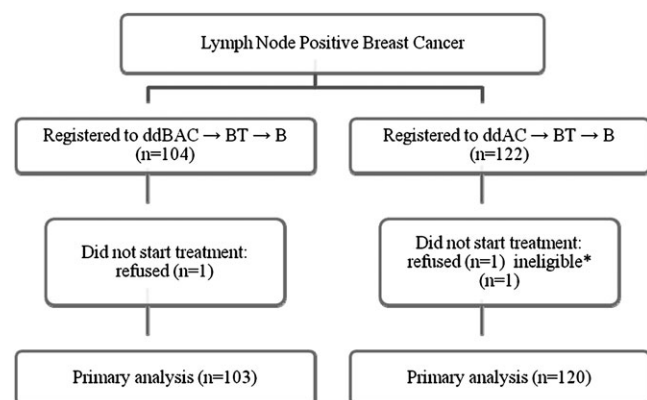 Lymph Node Positive Breast Cancer
Registered to ddBAC → BT → B
(n=104)
Registered to ddAC → BT → B
(n=122)
Did not start treatment:
refused (n=1)
Did not start treatment:
refused (n=1) ineligible*
(n=1)
Primary analysis (n=103)
Primary analysis (n=120)